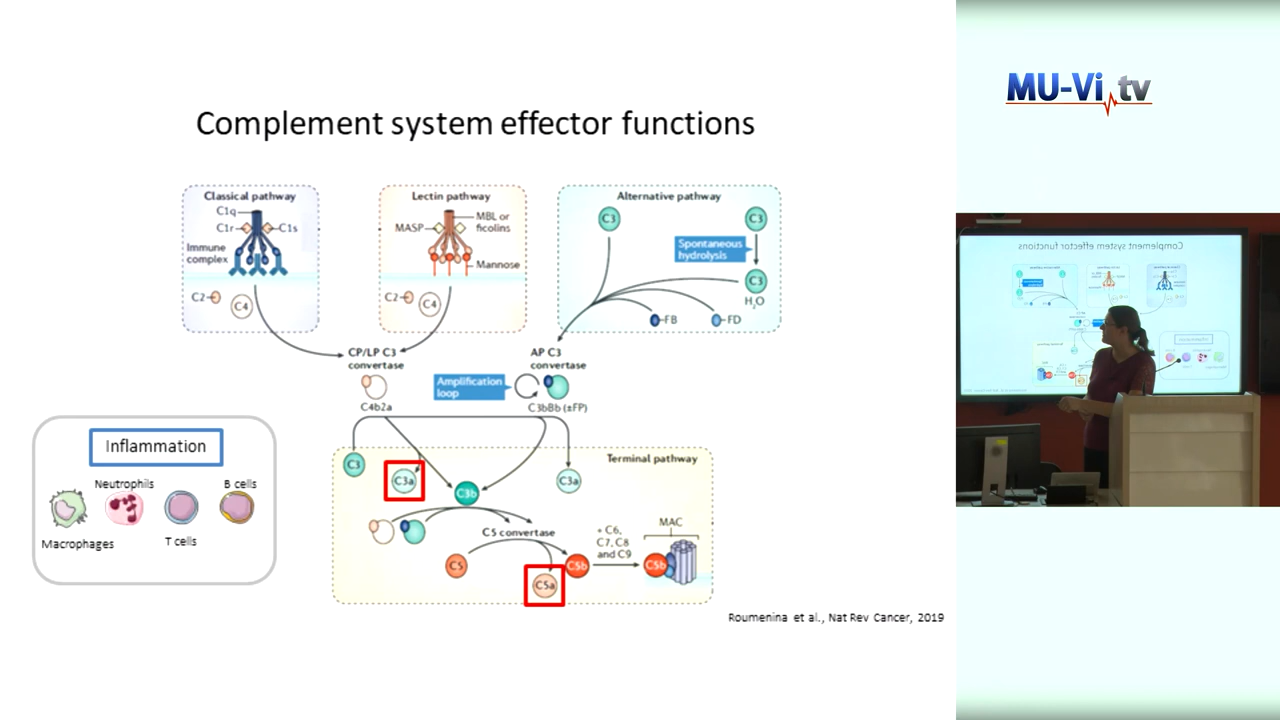 Complement system effector functions
Classical pathway
C1q
C1r
C1s
Immune
complex
C2
C4
Lectin pathway
MASP
MBL or
ficolins
Mannose
C2
C4
Alternative pathway
C3
C3
Spontaneous
hydrolysis
C3
H₂O
FB
FD
CP/LP C3
convertase
C4b2a
Amplification
loop
AP C3
convertase
C3bBb (±FP)
Inflammation
Neutrophils
B cells
Macrophages
T cells
Terminal pathway
C3
C3a
C3b
C3a
C5 convertase
C5
C5a
C5b
+ C6,
C7, C8
and C9
MAC
C5b
Roumenina et al., Nat Rev Cancer, 2019
MU-Vi.tv
Complement system effector functions